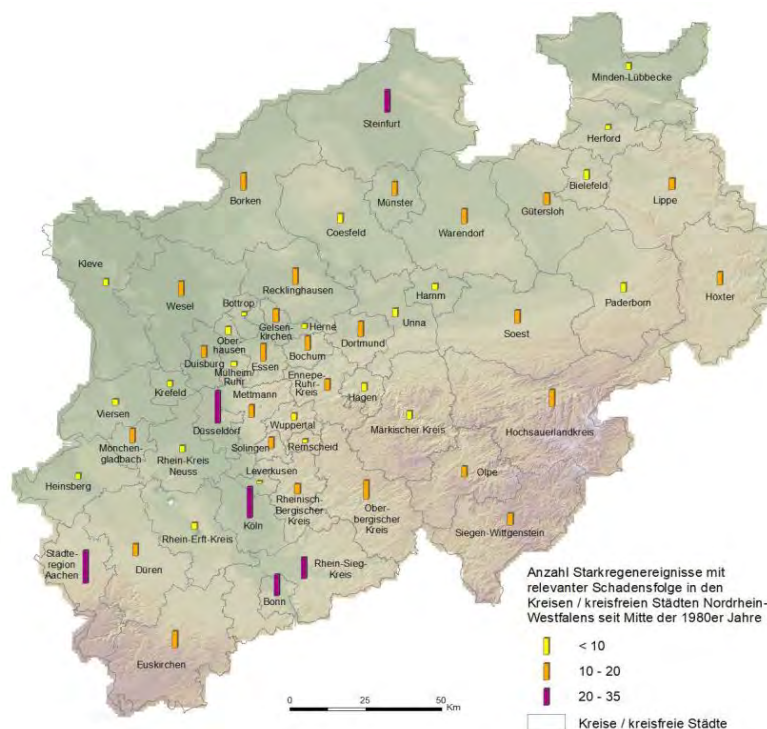 Minden-Lübbecke
Steinfurt
Herford
Bielefeld
Borken
Münster
Lippe
Gütersloh
Coesfeld
Warendorf
Kleve
Recklinghausen
Hamm
Höxter
Wesel
Paderborn
Bottrop
Unna
Gelsen-
kirchen
Herne
Soest
Ober-
hausen
Dortmund
Bochum
Duisburg
Essen
Mülheim/
Ruhr
Ennepe-
Ruhr-
Kreis
Krefeld
Mettmann
Hagen
Viersen
Düsseldorf
Wuppertal
Märkischer Kreis
Hochsauerlandkreis
Mönchen-
gladbach
Solingen
Remscheid
Rhein-Kreis
Neuss
Leverkusen
Olpe
Heinsberg
Rheinisch-
Bergischer
Kreis
Ober-
bergischer
Kreis
Köln
Rhein-Erft-Kreis
Siegen-Wittgenstein
Städte-
region
Aachen
Düren
Rhein-Sieg-
Kreis
Bonn
Euskirchen
Anzahl Starkregenereignisse mit
relevanter Schadensfolge in den
Kreisen / kreisfreien Städten Nordrhein-
Westfalens seit Mitte der 1980er Jahre
< 10
10 - 20
20 - 35
Kreise / kreisfreie Städte
0 25 50
Km